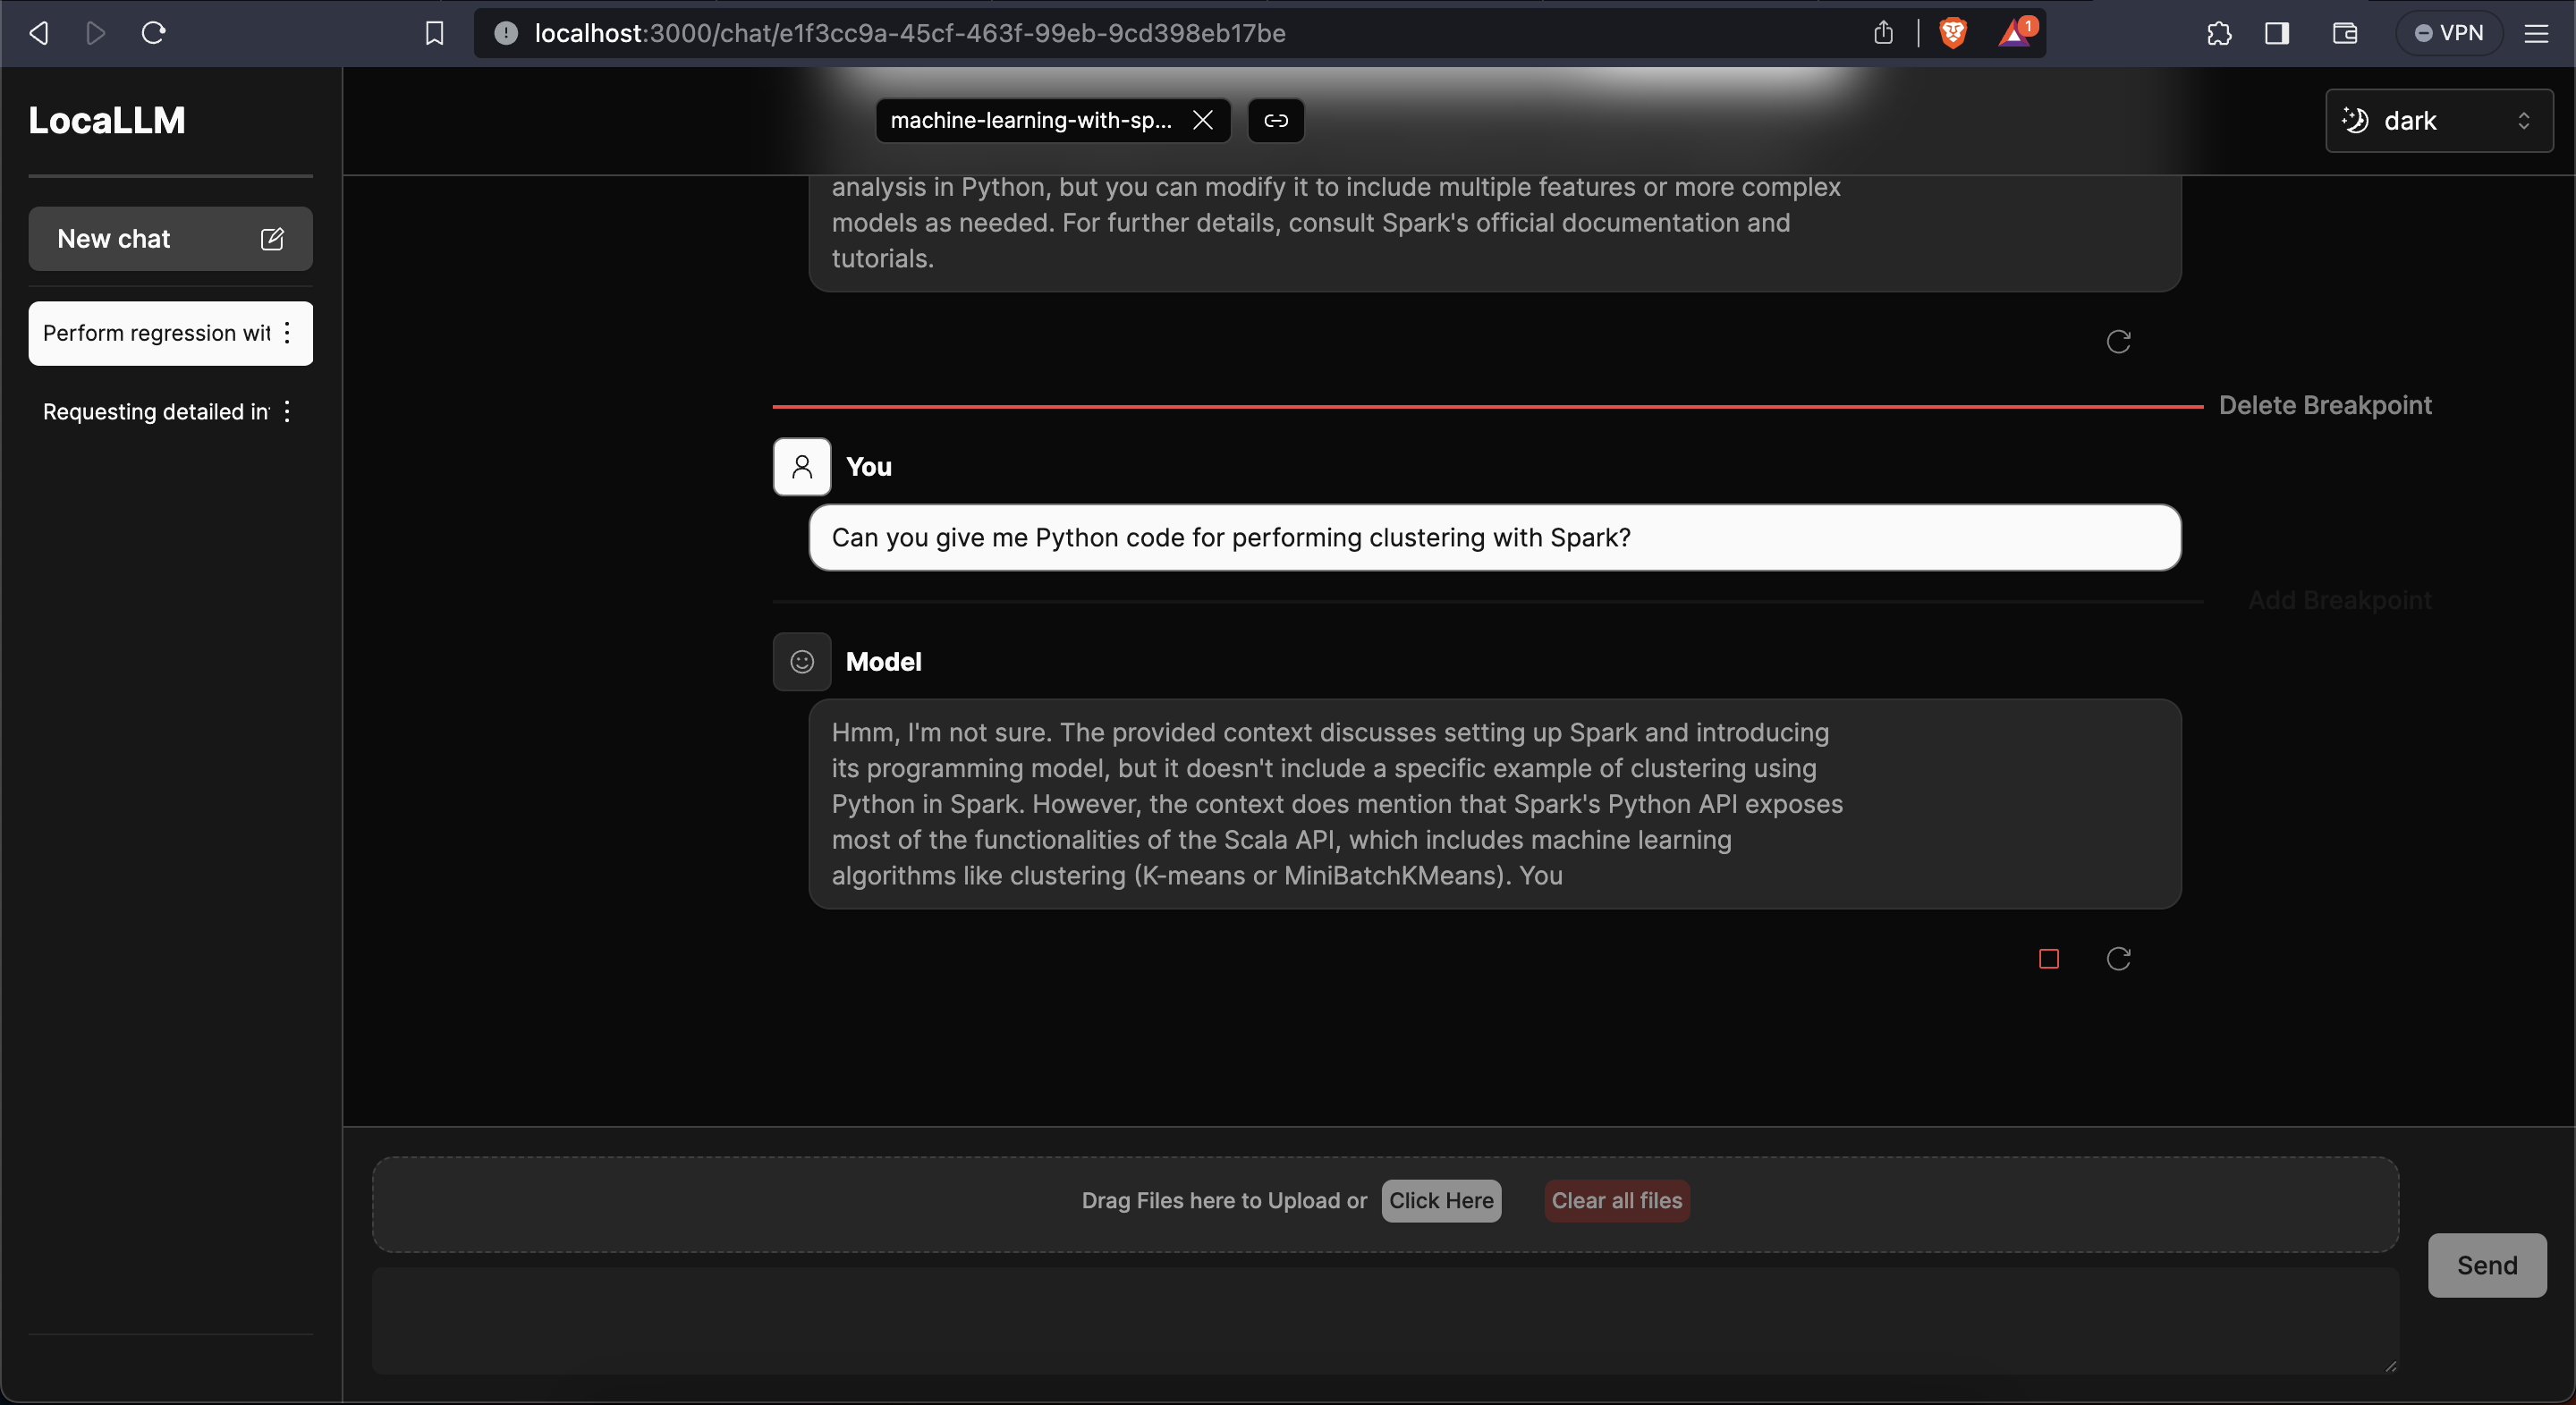 localhost:3000/chat/e1f3cc9a-45cf-463f-99eb-9cd398eb17be
1
VPN
LocaLLM
machine-learning-with-sp...
dark
New chat
Perform regression wit
Requesting detailed in
analysis in Python, but you can modify it to include multiple features or more complex
models as needed. For further details, consult Spark's official documentation and
tutorials.
Delete Breakpoint
You
Can you give me Python code for performing clustering with Spark?
Add Breakpoint
Model
Hmm, I'm not sure. The provided context discusses setting up Spark and introducing
its programming model, but it doesn't include a specific example of clustering using
Python in Spark. However, the context does mention that Spark's Python API exposes
most of the functionalities of the Scala API, which includes machine learning
algorithms like clustering (K-means or MiniBatchKMeans). You
Drag Files here to Upload or Click Here Clear all files
Send